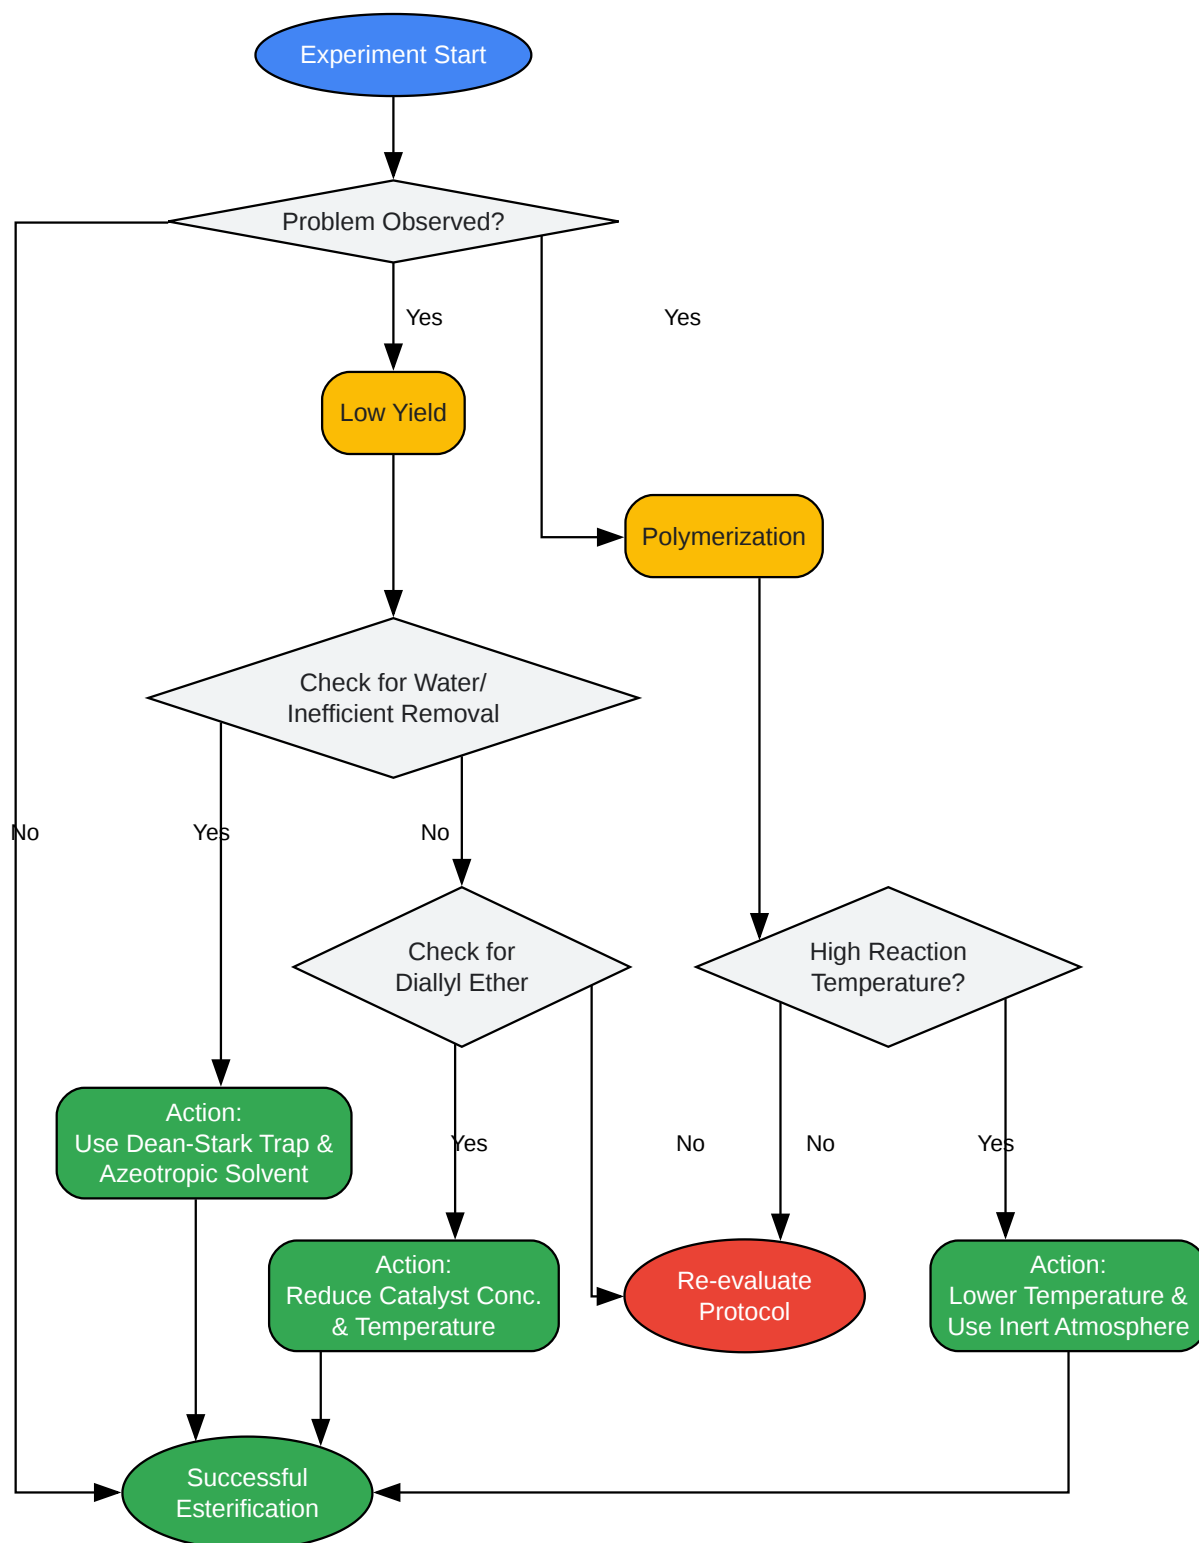 Experiment Start
Problem Observed?
Yes
Yes
Low Yield
Polymerization
Check for Water/
Inefficient Removal
No
Yes
No
Check for
Diallyl Ether
High Reaction
Temperature?
Action:
Use Dean-Stark Trap &
Azeotropic Solvent
Yes
No
No
Yes
Action:
Reduce Catalyst Conc.
& Temperature
Re-evaluate
Protocol
Action:
Lower Temperature &
Use Inert Atmosphere
Successful
Esterification